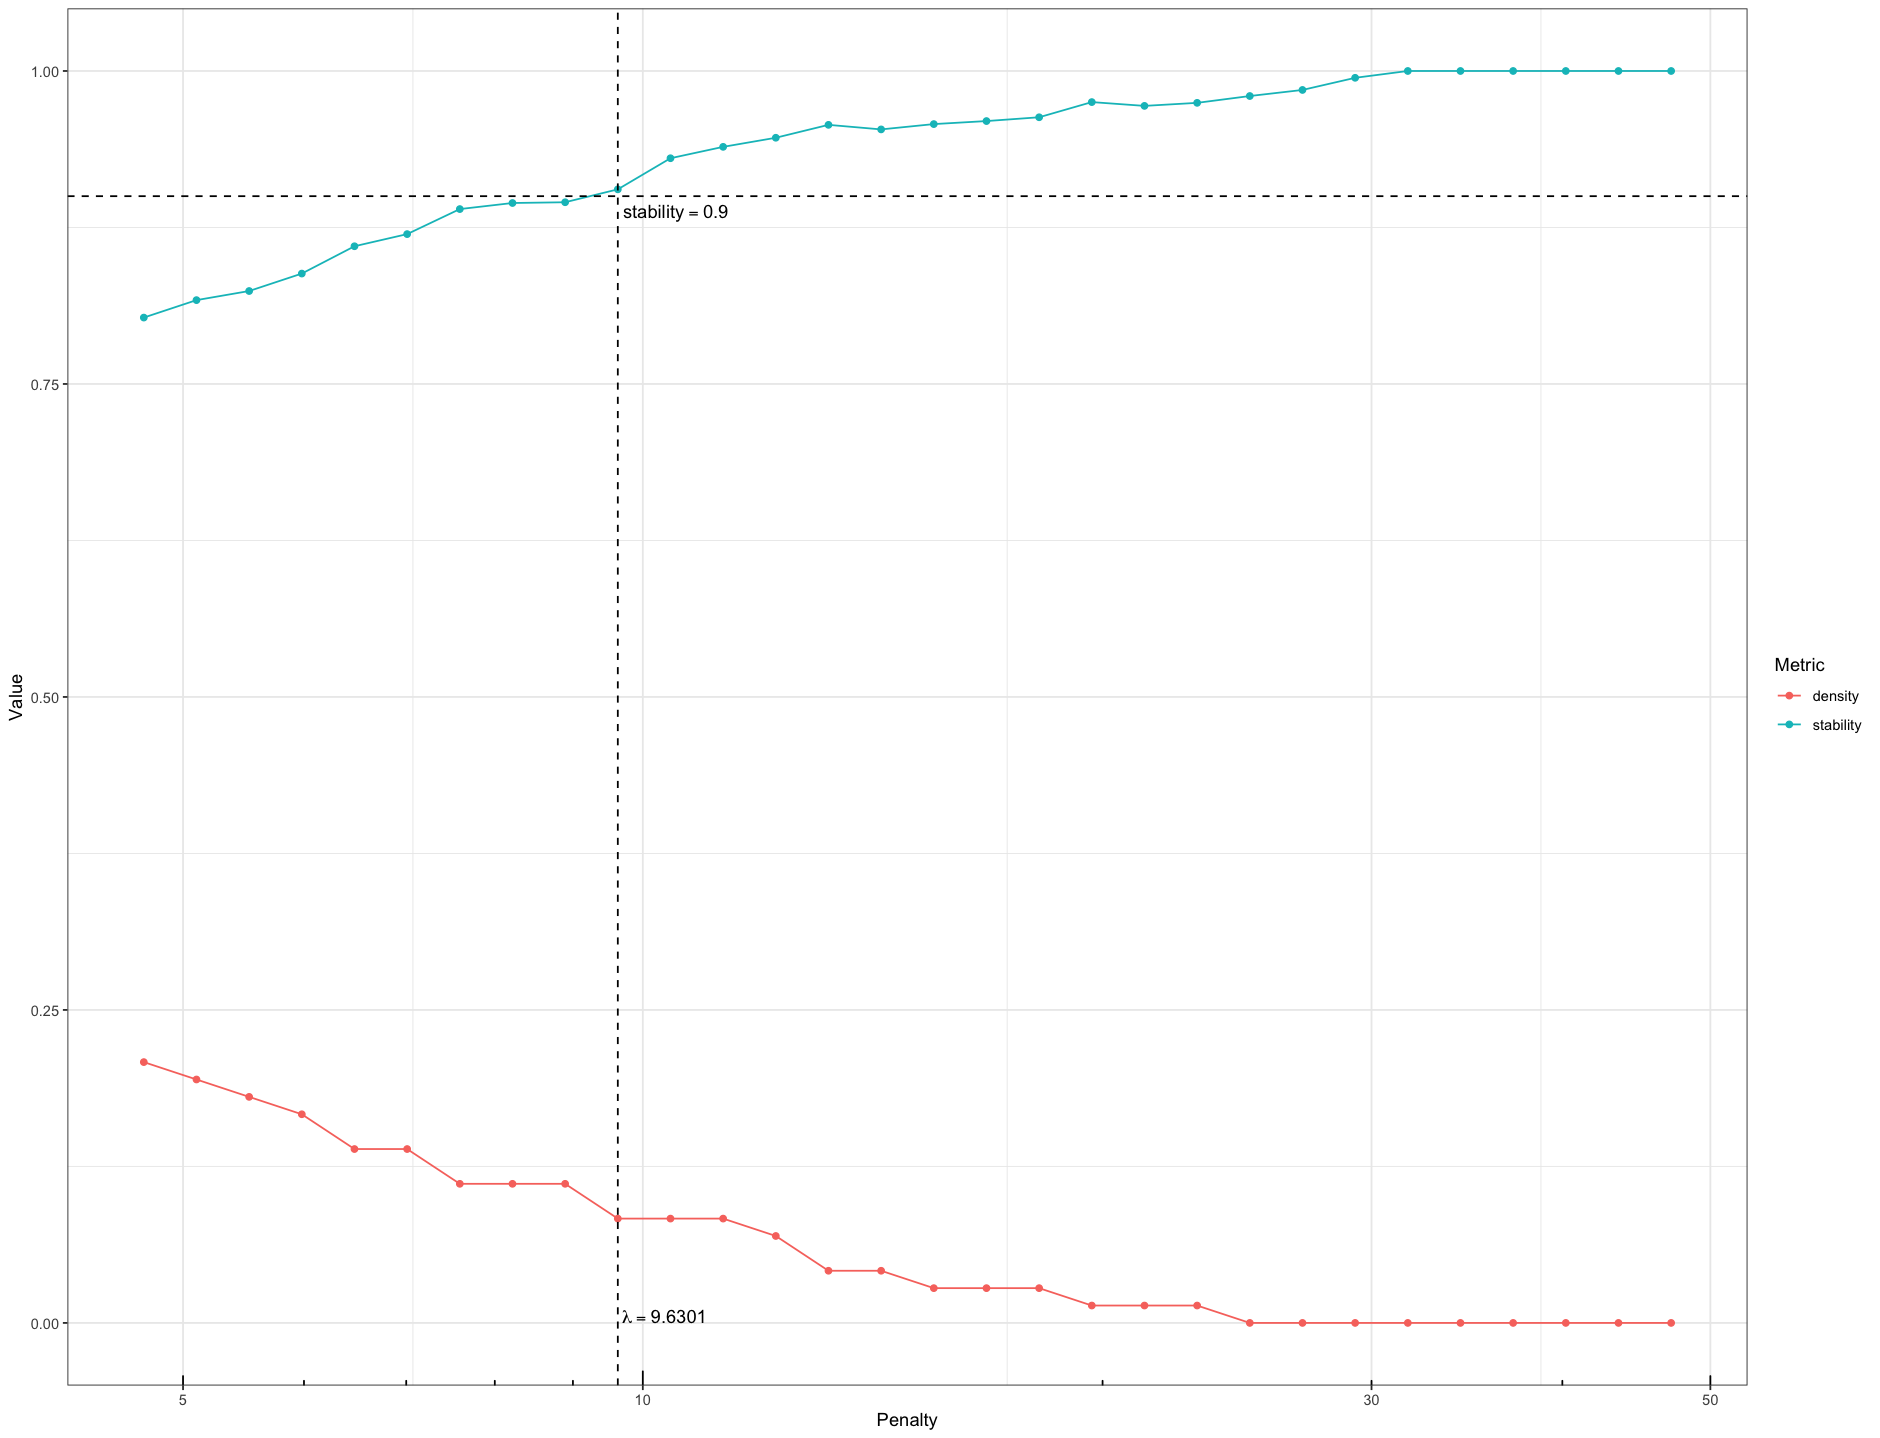 1.00
0.75
0.50
0.25
0.00
Value
stability = 0.9
λ = 9.6301
5
10
30
50
Penalty
Metric
density
stability